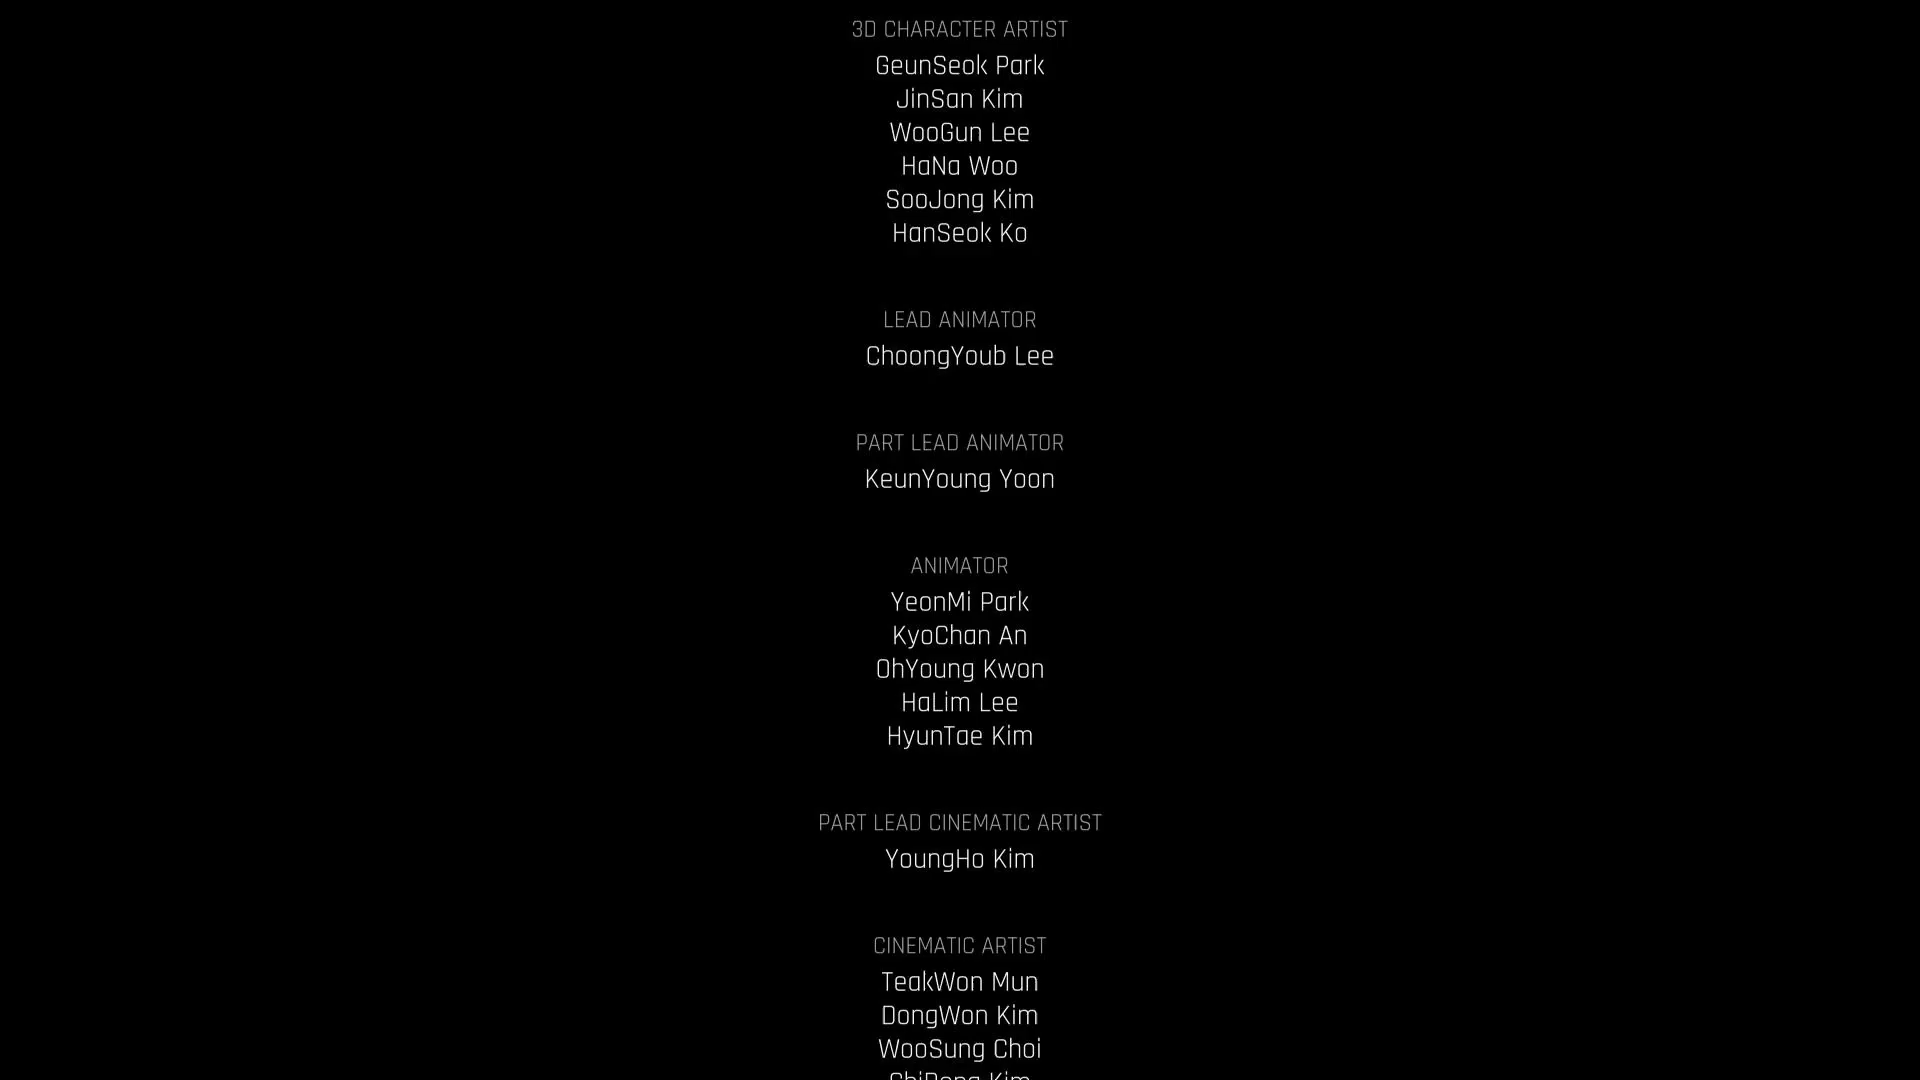 3D CHARACTER ARTIST
GeunSeok Park
JinSan Kim
WooGun Lee
HaNa Woo
SooJong Kim
HanSeok Ko
LEAD ANIMATOR
ChoongYoub Lee
PART LEAD ANIMATOR
KeunYoung Yoon
ANIMATOR
YeonMi Park
KyoChan An
OhYoung Kwon
HaLim Lee
HyunTae Kim
PART LEAD CINEMATIC ARTIST
YoungHo Kim
CINEMATIC ARTIST
TeakWon Mun
DongWon Kim
WooSung Choi
Kim